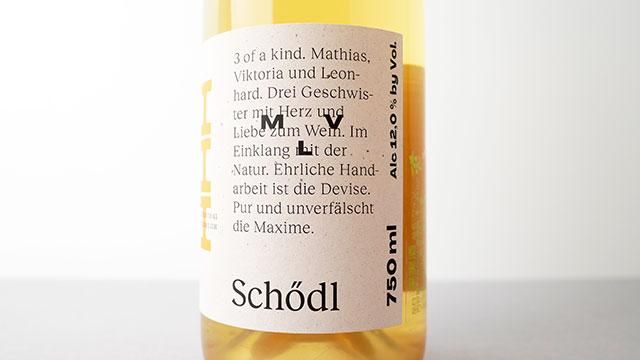 3 of a kind. Mathias,
Viktoria und Leon-
hard. Drei Geschwis-
ter mit Herz und
Liebe zum Wein. Im
Einklang mit der
Natur. Ehrliche Hand-
arbeit ist die Devise.
Pur und unverfälscht
die Maxime.
M V
L
Schődl
750 ml Alc 12,0 % by Vol.